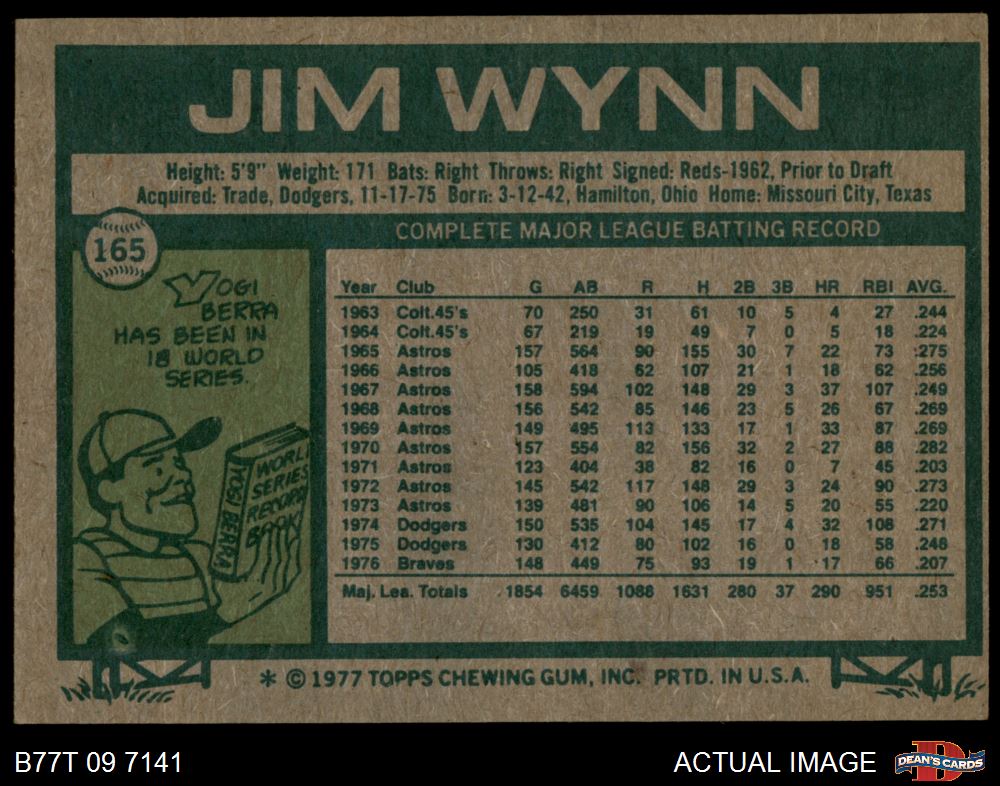 JIM WYNN
Height: 5'9" Weight: 171 Bats: Right Throws: Right Signed: Reds-1962, Prior to Draft
Acquired: Trade, Dodgers, 11-17-75 Born: 3-12-42, Hamilton, Ohio Home: Missouri City, Texas
165
YOGI
BERRA
HAS BEEN IN
18 WORLD
SERIES.
WORLD
SERIES
RECORD
BOOK
YOGI BERRA
COMPLETE MAJOR LEAGUE BATTING RECORD
Year Club G AB R H 2B 3B HR RBI AVG.
1963 Colt.45's 70 250 31 61 10 5 4 27 .244
1964 Colt.45's 67 219 19 49 7 0 5 18 .224
1965 Astros 157 564 90 155 30 7 22 73 .275
1966 Astros 105 418 62 107 21 1 18 62 .256
1967 Astros 158 594 102 148 29 3 37 107 .249
1968 Astros 156 542 85 146 23 5 26 67 .269
1969 Astros 149 495 113 133 17 1 33 87 .269
1970 Astros 157 554 82 156 32 2 27 88 .282
1971 Astros 123 404 38 82 16 0 7 45 .203
1972 Astros 145 542 117 148 29 3 24 90 .273
1973 Astros 139 481 90 106 14 5 20 55 .220
1974 Dodgers 150 535 104 145 17 4 32 108 .271
1975 Dodgers 130 412 80 102 16 0 18 58 .248
1976 Braves 148 449 75 93 19 1 17 66 .207
Maj. Lea. Totals 1854 6459 1088 1631 280 37 290 951 .253
* © 1977 TOPPS CHEWING GUM, INC. PRTD. IN U.S.A.
B77T 09 7141
ACTUAL IMAGE
D
DEAN'S CARDS